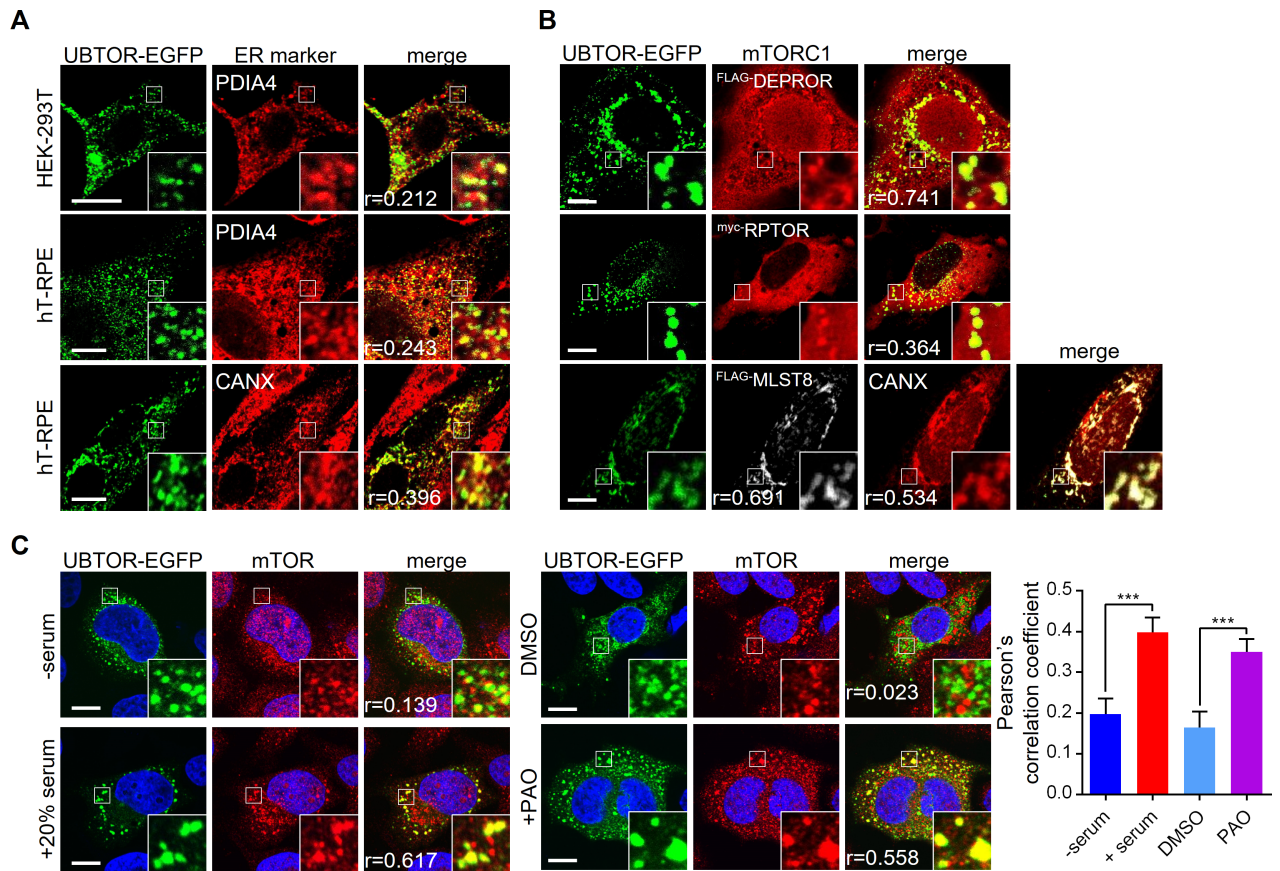 A
UBTOR-EGFP ER marker merge
HEK-293T
PDIA4
r=0.212
hT-RPE
PDIA4
r=0.243
hT-RPE
CANX
r=0.396
B
UBTOR-EGFP mTORC1 merge
FLAG-DEPROR
r=0.741
myc-RPTOR
r=0.364
merge
FLAG-MLST8 CANX
r=0.691 r=0.534
C
UBTOR-EGFP mTOR merge
-serum
r=0.139
+20% serum
r=0.617
UBTOR-EGFP mTOR merge
DMSO
r=0.023
+PAO
r=0.558
Pearson's
correlation coefficient
0.5
0.4
0.3
0.2
0.1
0.0
***
***
-serum
+ serum
DMSO
PAO